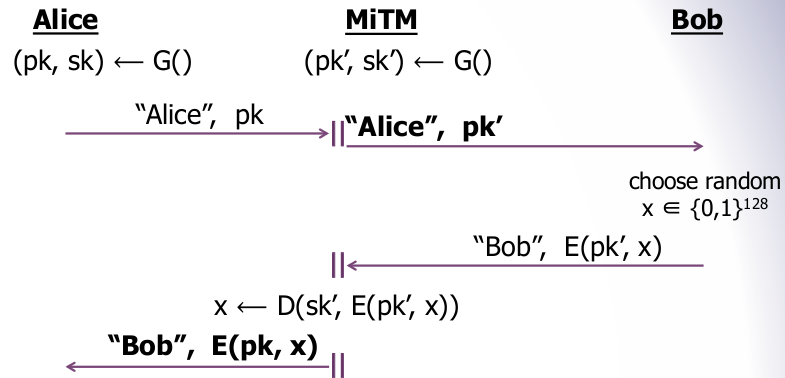 Alice MiTM Bob
(pk, sk) ⟵ G() (pk’, sk’) ⟵ G()
“Alice”, pk
“Alice”, pk’
choose random
x ∈ {0,1}¹²⁸
“Bob”, E(pk’, x)
x ⟵ D(sk’, E(pk’, x))
“Bob”, E(pk, x)